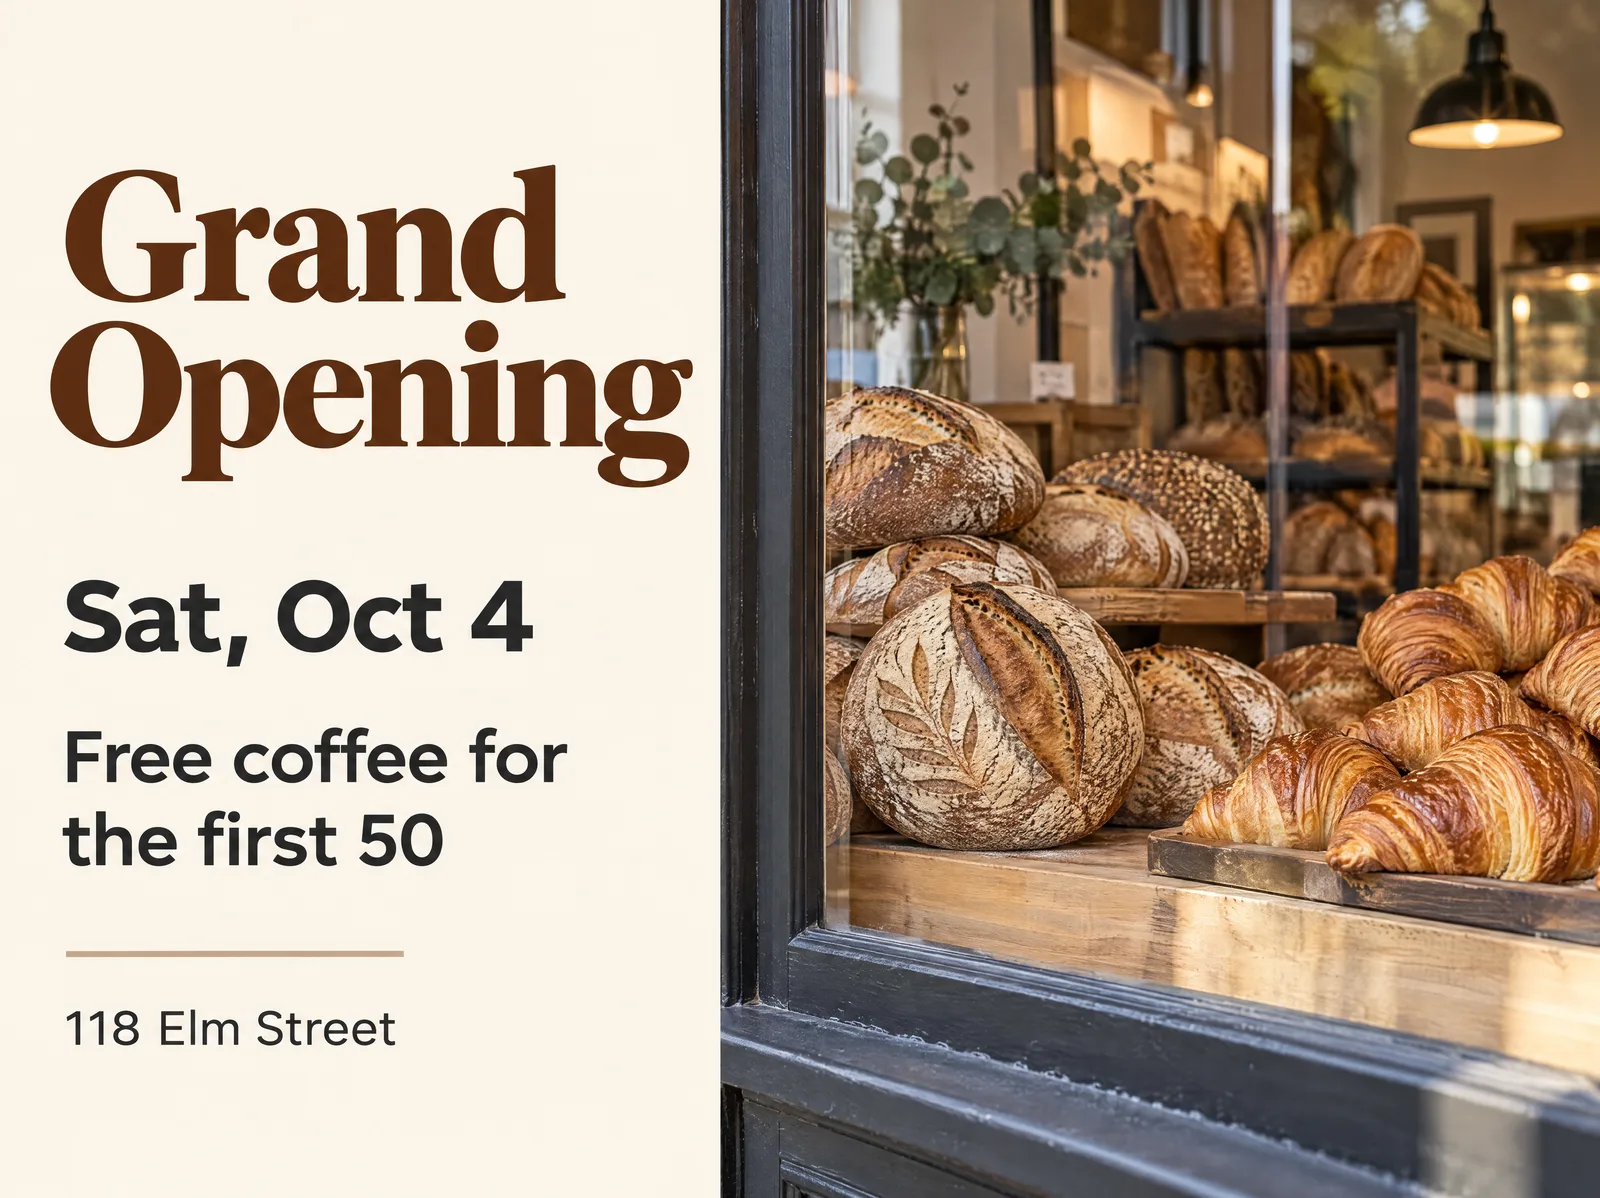 Grand
Opening
Sat, Oct 4
Free coffee for
the first 50
118 Elm Street